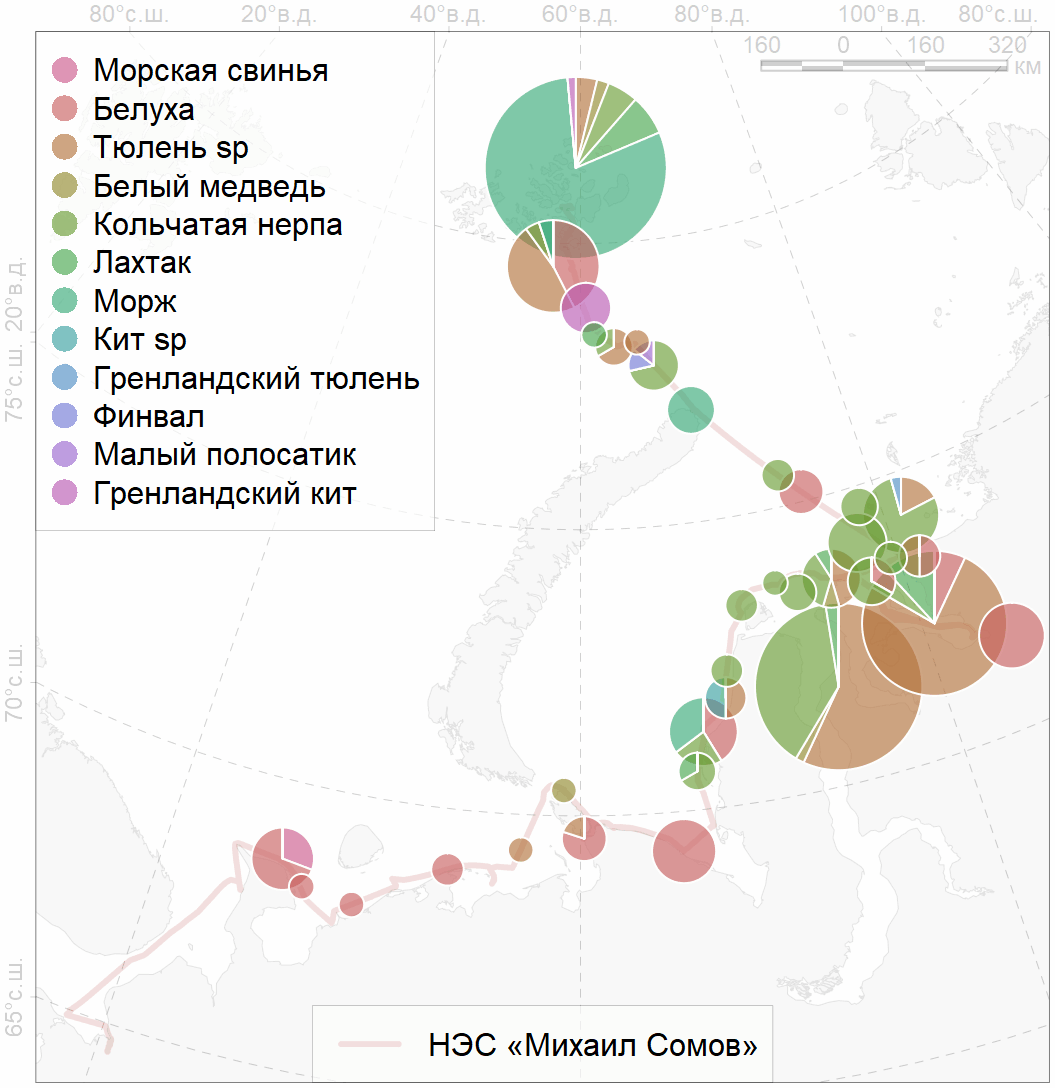 80°с.ш. 20°в.д. 40°в.д. 60°в.д. 80°в.д. 100°в.д. 80°с.ш.
160 0 160 320
км
Морская свинья
Белуха
Тюлень sp
Белый медведь
Кольчатая нерпа
Лахтак
Морж
Кит sp
Гренландский тюлень
Финвал
Малый полосатик
Гренландский кит
20°в.д.
75°с.ш.
70°с.ш.
65°с.ш.
НЭС «Михаил Сомов»